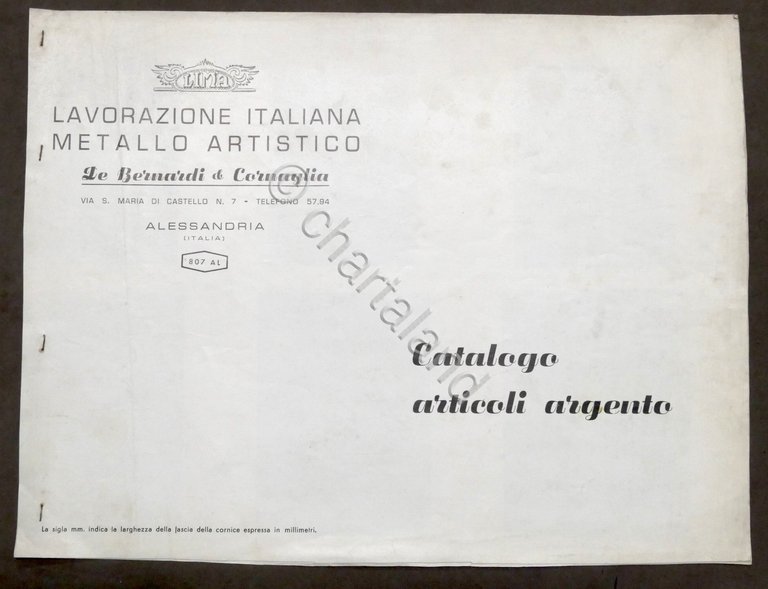 LIMA
LAVORAZIONE ITALIANA
METALLO ARTISTICO
De Bernardi & Cornaglia
VIA S. MARIA DI CASTELLO N. 7 - TELEFONO 57.84
ALESSANDRIA
(ITALIA)
*807 AL
Catalogo
articoli argento
La sigla mm. indica la larghezza della fascia della cornice espressa in millimetri.
© chartaland